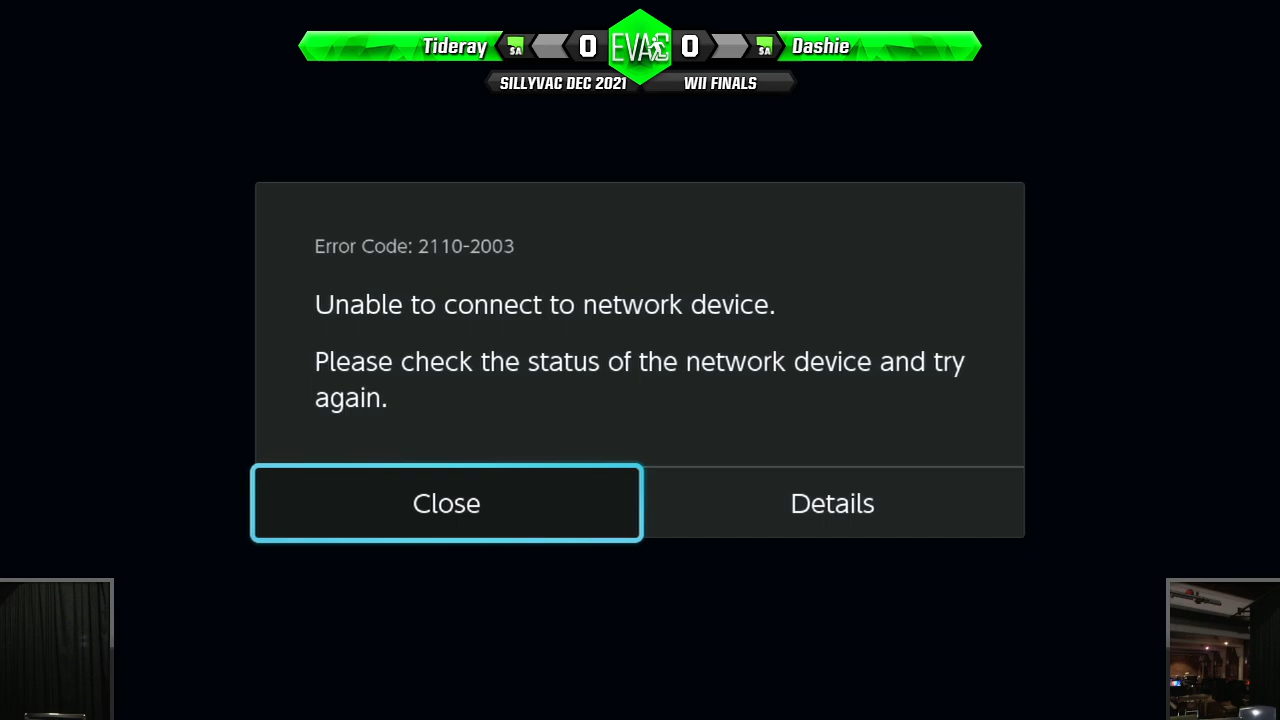 Tideray SA 0 EVAC 0 SA Dashie
SILLYVAC DEC 2021 WII FINALS
Error Code: 2110-2003
Unable to connect to network device.
Please check the status of the network device and try
again.
Close Details